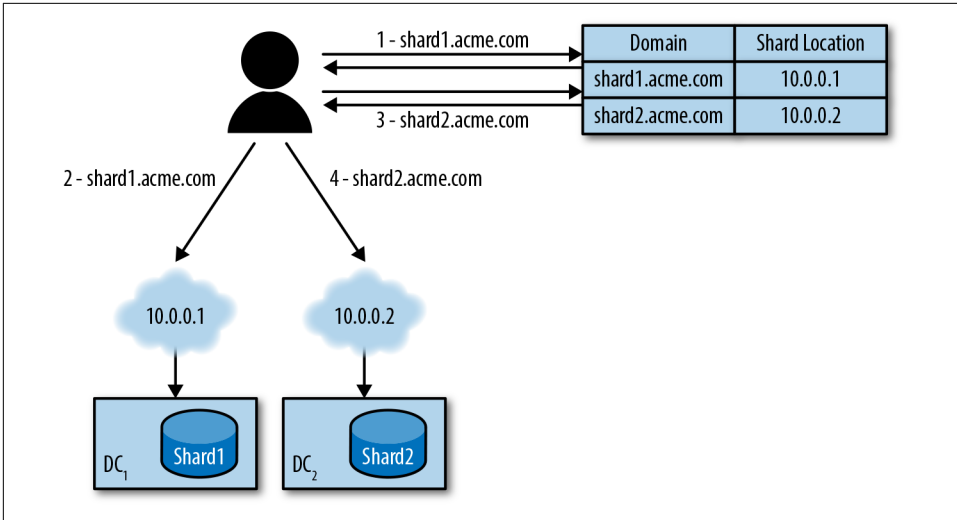 1 - shard1.acme.com
Domain Shard Location
shard1.acme.com 10.0.0.1
shard2.acme.com 10.0.0.2
3 - shard2.acme.com
2 - shard1.acme.com
4 - shard2.acme.com
10.0.0.1
10.0.0.2
Shard1
DC1
Shard2
DC2